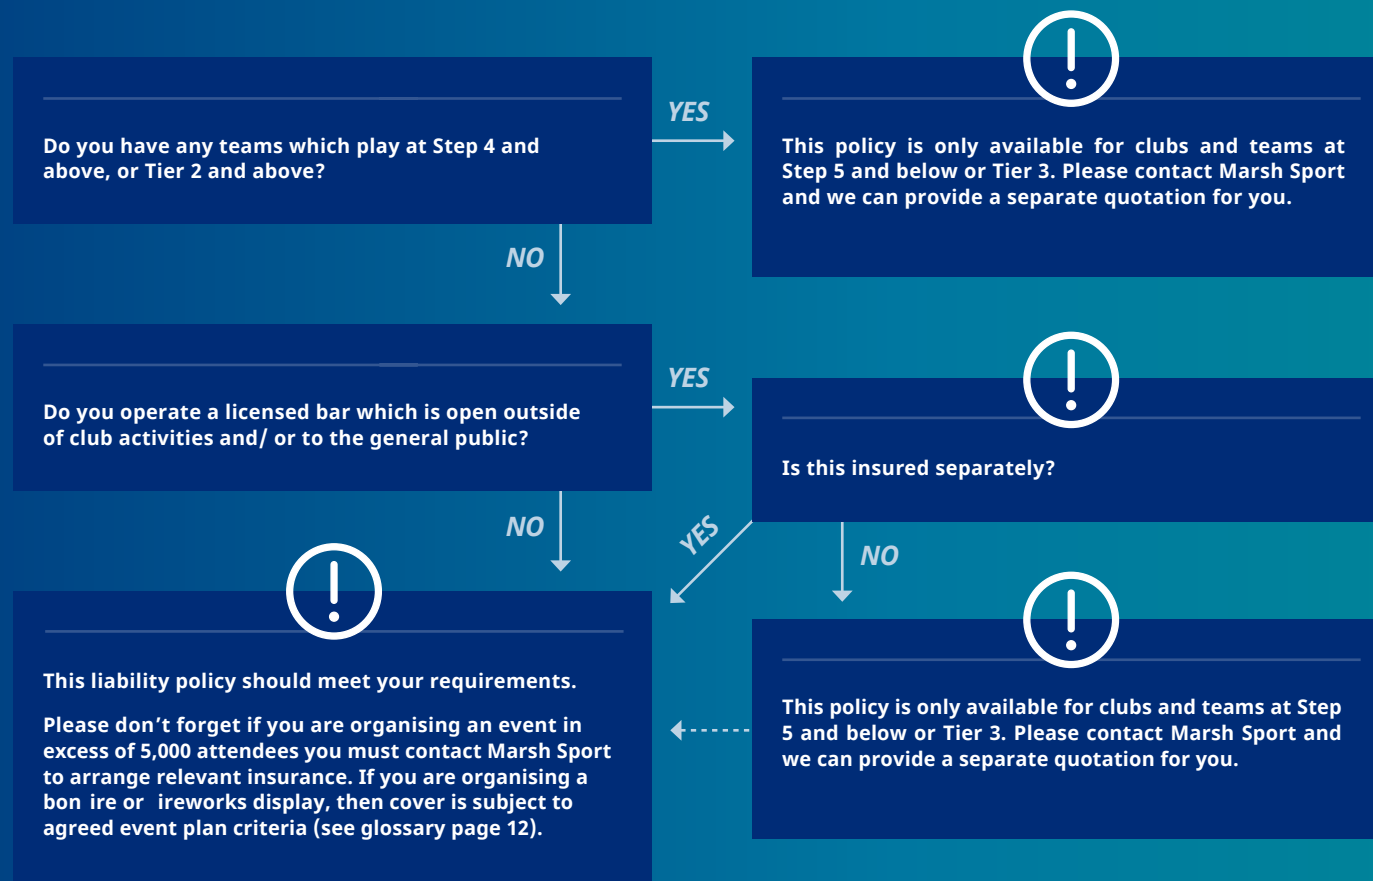 Do you have any teams which play at Step 4 and
above, or Tier 2 and above?
YES
This policy is only available for clubs and teams at
Step 5 and below or Tier 3. Please contact Marsh Sport
and we can provide a separate quotation for you.
NO
Do you operate a licensed bar which is open outside
of club activities and/ or to the general public?
YES
Is this insured separately?
NO
YES
NO
This liability policy should meet your requirements.
Please don’t forget if you are organising an event in
excess of 5,000 attendees you must contact Marsh Sport
to arrange relevant insurance. If you are organising a
bon ire or ireworks display, then cover is subject to
agreed event plan criteria (see glossary page 12).
This policy is only available for clubs and teams at Step
5 and below or Tier 3. Please contact Marsh Sport and
we can provide a separate quotation for you.